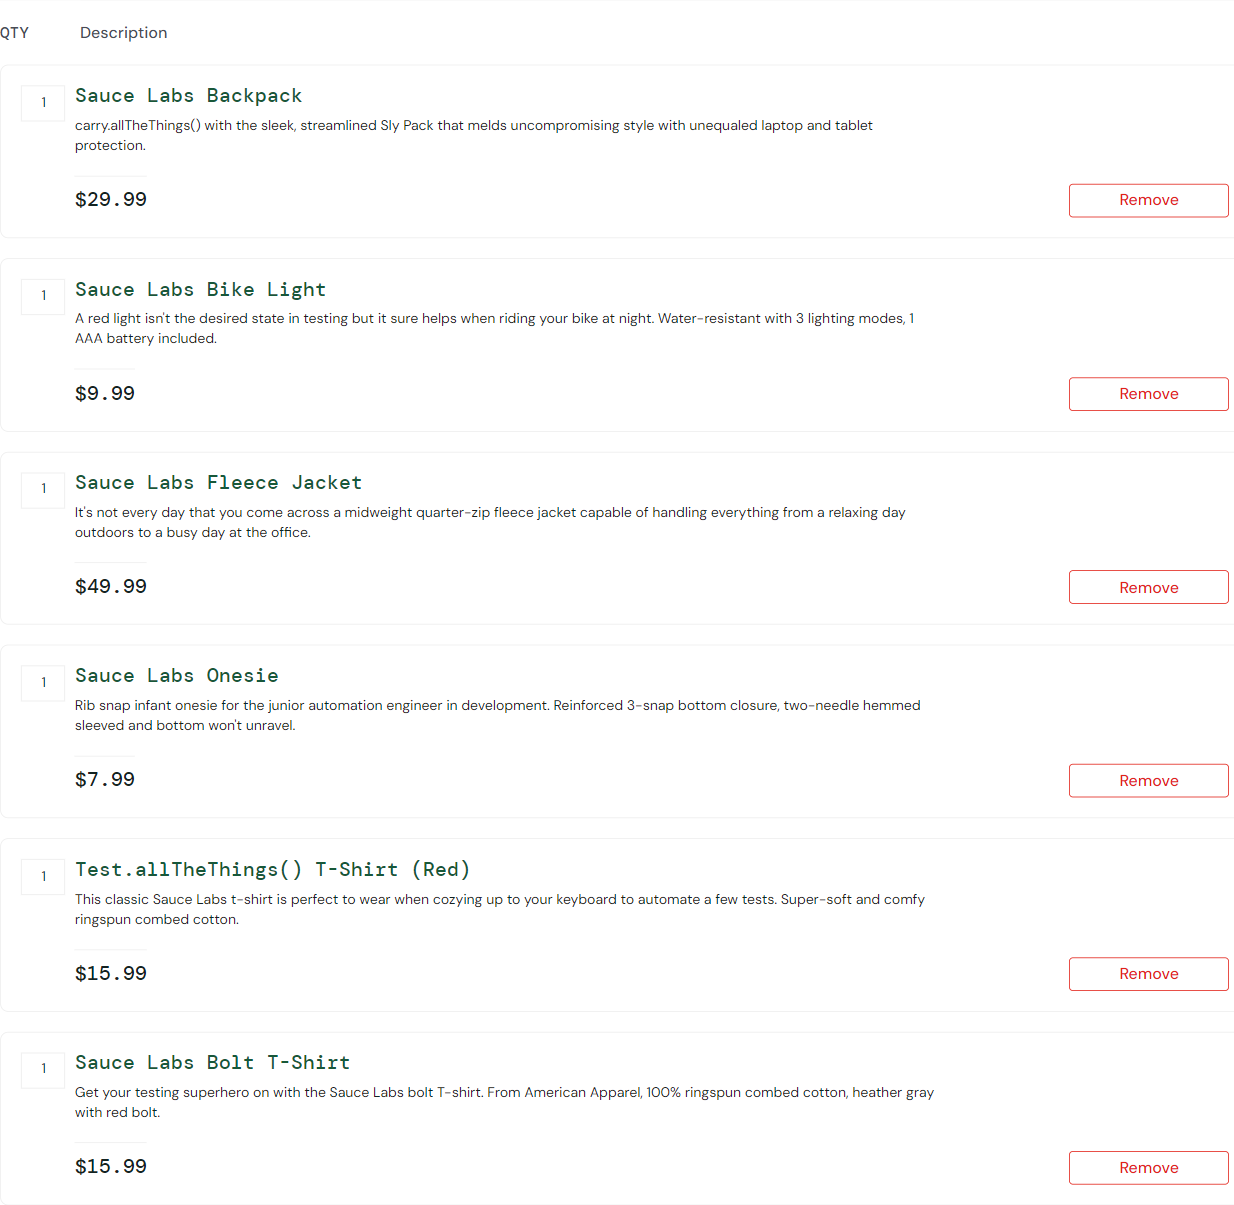 QTY Description
1 Sauce Labs Backpack
carry.allTheThings() with the sleek, streamlined Sly Pack that melds uncompromising style with unequaled laptop and tablet
protection.
$29.99 Remove
1 Sauce Labs Bike Light
A red light isn't the desired state in testing but it sure helps when riding your bike at night. Water-resistant with 3 lighting modes, 1
AAA battery included.
$9.99 Remove
1 Sauce Labs Fleece Jacket
It's not every day that you come across a midweight quarter-zip fleece jacket capable of handling everything from a relaxing day
outdoors to a busy day at the office.
$49.99 Remove
1 Sauce Labs Onesie
Rib snap infant onesie for the junior automation engineer in development. Reinforced 3-snap bottom closure, two-needle hemmed
sleeved and bottom won't unravel.
$7.99 Remove
1 Test.allTheThings() T-Shirt (Red)
This classic Sauce Labs t-shirt is perfect to wear when cozying up to your keyboard to automate a few tests. Super-soft and comfy
ringspun combed cotton.
$15.99 Remove
1 Sauce Labs Bolt T-Shirt
Get your testing superhero on with the Sauce Labs bolt T-shirt. From American Apparel, 100% ringspun combed cotton, heather gray
with red bolt.
$15.99 Remove